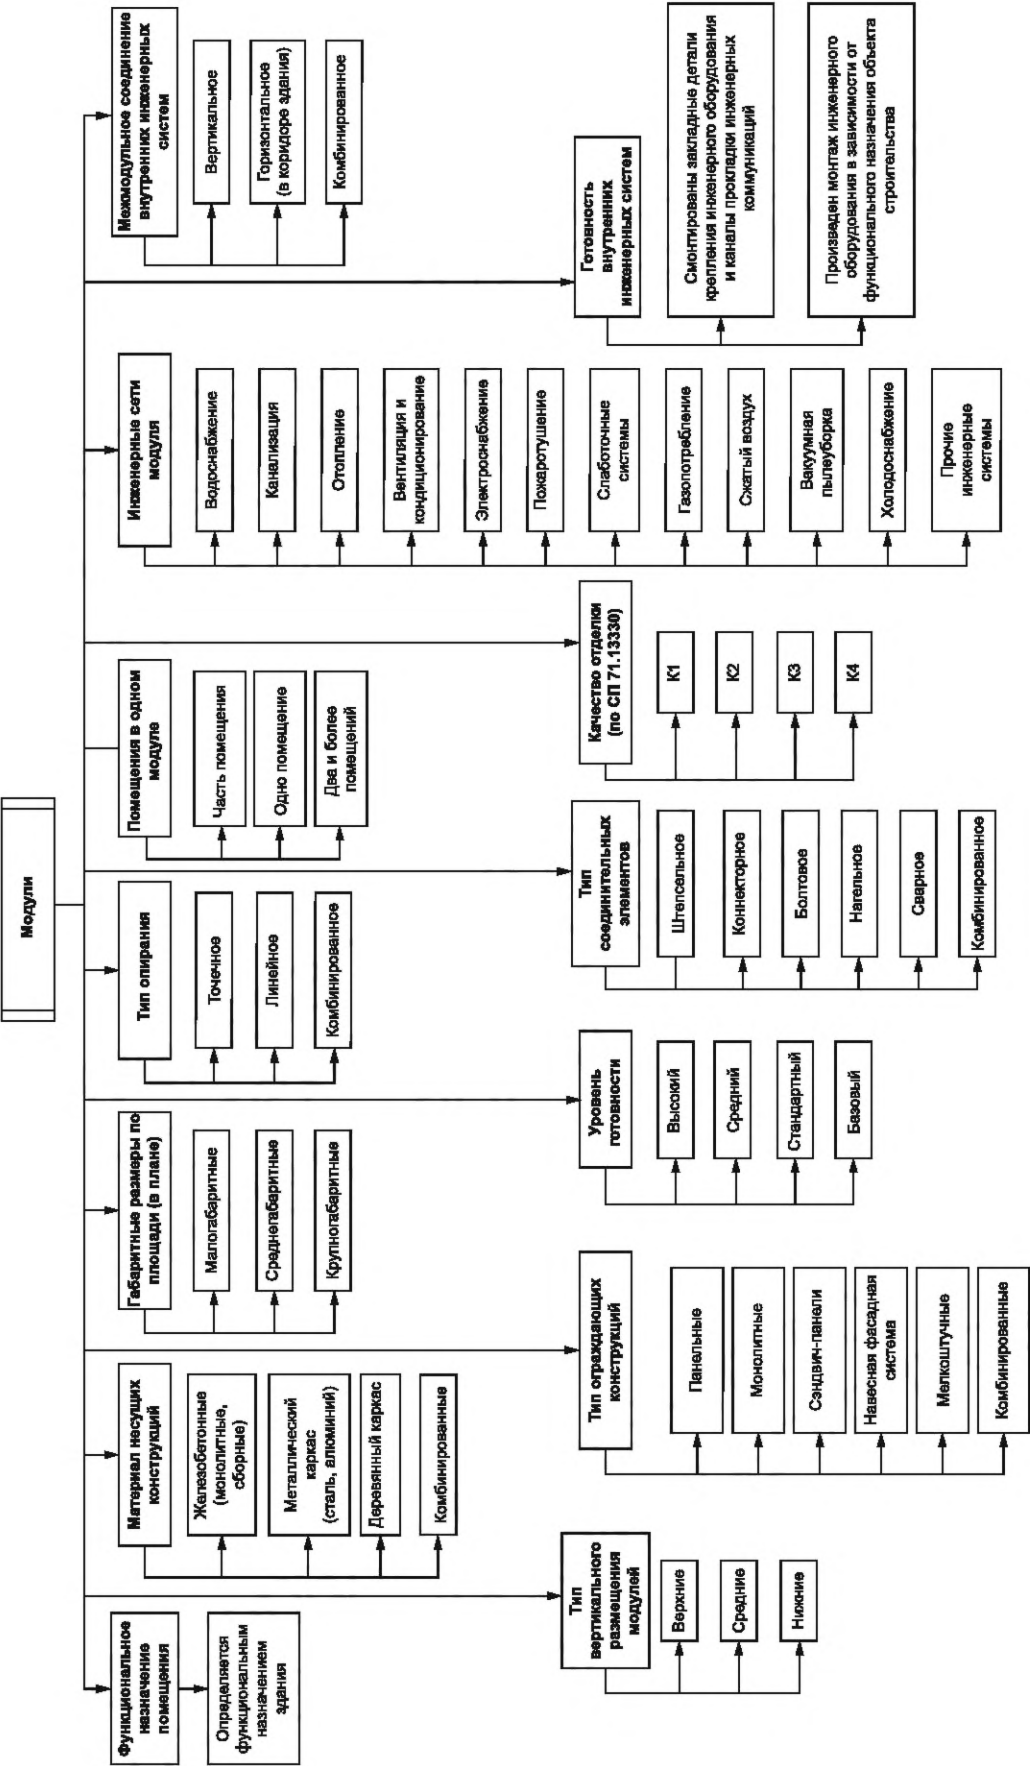 Модули
Функциональное
назначение
помещения
Определяется
функциональным
назначением
здания
Материал несущих
конструкций
Железобетонные
(монолитные,
сборные)
Металлический
каркас
(сталь, алюминий)
Деревянный каркас
Комбинированные
Габаритные размеры по
площади (в плане)
Малогабаритные
Среднегабаритные
Крупногабаритные
Тип опирания
Точечное
Линейное
Комбинированное
Помещения в одном
модуле
Часть помещения
Одно помещение
Два и более
помещений
Инженерные сети
модуля
Водоснабжение
Канализация
Отопление
Вентиляция и
кондиционирование
Электроснабжение
Пожаротушение
Слаботочные
системы
Газопотребление
Сжатый воздух
Вакуумная
пылеуборка
Холодоснабжение
Прочие
инженерные
системы
Межмодульное соединение
внутренних инженерных
систем
Вертикальное
Горизонтальное
(в коридоре здания)
Комбинированное
Тип
вертикального
размещения
модулей
Верхние
Средние
Нижние
Тип ограждающих
конструкций
Панельные
Монолитные
Сэндвич-панели
Навесная фасадная
система
Мелкоштучные
Комбинированные
Уровень
готовности
Высокий
Средний
Стандартный
Базовый
Тип
соединительных
элементов
Штепсельное
Коннекторное
Болтовое
Нагельное
Сварное
Комбинированное
Качество отделки
(по СП 71.13330)
К1
К2
К3
К4
Готовность
внутренних
инженерных систем
Смонтированы закладные детали
крепления инженерного оборудования
и каналы прокладки инженерных
коммуникаций
Произведен монтаж инженерного
оборудования в зависимости от
функционального назначения объекта
строительства